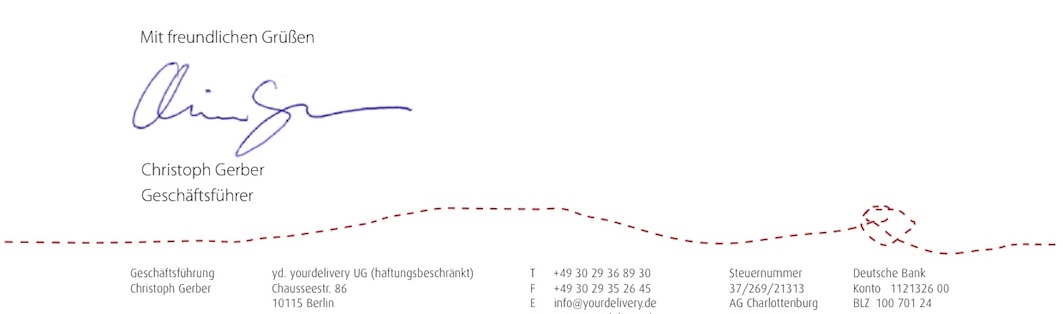 Mit freundlichen Grüßen
Christoph Gerber
Geschäftsführer
Geschäftsführung
Christoph Gerber
yd. yourdelivery UG (haftungsbeschränkt)
Chausseestr. 86
10115 Berlin
T +49 30 29 36 89 30
F +49 30 29 35 26 45
E info@yourdelivery.de
Steuernummer
37/269/21313
AG Charlottenburg
Deutsche Bank
Konto 1121326 00
BLZ 100 701 24